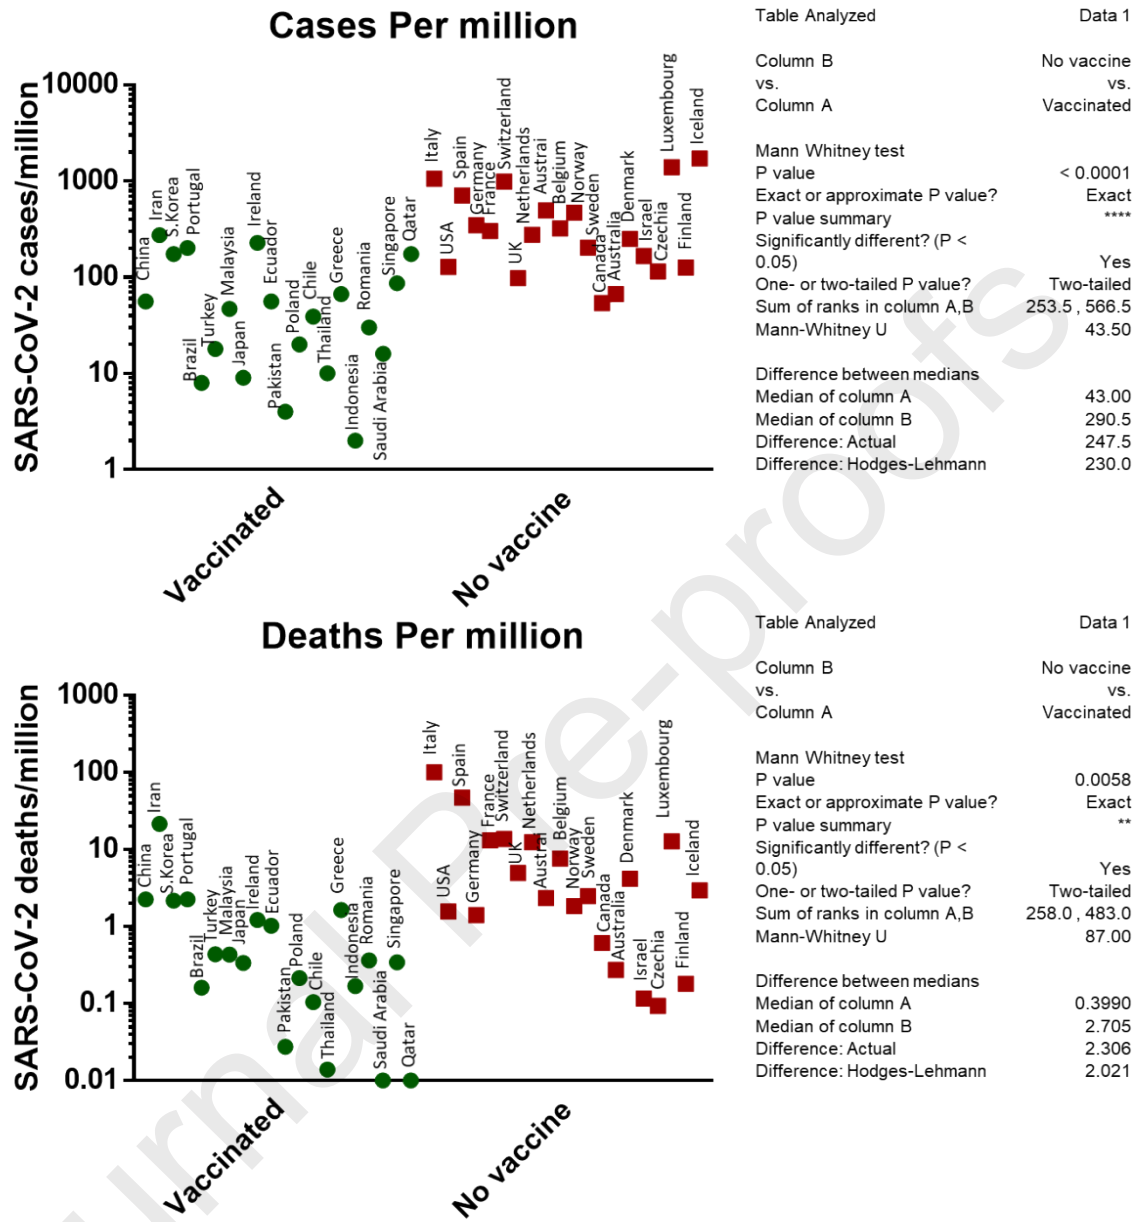 Cases Per million
SARS-CoV-2 cases/million
10000
1000
100
10
1
China
Iran
S.Korea
Portugal
Brazil
Turkey
Malaysia
Japan
Ireland
Ecuador
Pakistan
Poland
Chile
Thailand
Greece
Indonesia
Romania
Saudi Arabia
Singapore
Qatar
Italy
USA
Spain
Germany
France
Switzerland
UK
Netherlands
Austrai
Belgium
Norway
Sweden
Canada
Australia
Denmark
Israel
Czechia
Luxembourg
Finland
Iceland
Vaccinated
No vaccine
Table Analyzed Data 1
Column B No vaccine
vs. vs.
Column A Vaccinated
Mann Whitney test
P value < 0.0001
Exact or approximate P value? Exact
P value summary ****
Significantly different? (P <
0.05) Yes
One- or two-tailed P value? Two-tailed
Sum of ranks in column A,B 253.5 , 566.5
Mann-Whitney U 43.50
Difference between medians
Median of column A 43.00
Median of column B 290.5
Difference: Actual 247.5
Difference: Hodges-Lehmann 230.0
Deaths Per million
SARS-CoV-2 deaths/million
1000
100
10
1
0.1
0.01
China
Iran
S.Korea
Portugal
Brazil
Turkey
Malaysia
Japan
Ireland
Ecuador
Pakistan
Poland
Chile
Thailand
Greece
Indonesia
Romania
Saudi Arabia
Singapore
Qatar
Italy
USA
Spain
Germany
France
Switzerland
UK
Netherlands
Austrai
Belgium
Norway
Sweden
Canada
Australia
Denmark
Israel
Czechia
Luxembourg
Finland
Iceland
Vaccinated
No vaccine
Table Analyzed Data 1
Column B No vaccine
vs. vs.
Column A Vaccinated
Mann Whitney test
P value 0.0058
Exact or approximate P value? Exact
P value summary **
Significantly different? (P <
0.05) Yes
One- or two-tailed P value? Two-tailed
Sum of ranks in column A,B 258.0 , 483.0
Mann-Whitney U 87.00
Difference between medians
Median of column A 0.3990
Median of column B 2.705
Difference: Actual 2.306
Difference: Hodges-Lehmann 2.021
urnal Pre-proofs